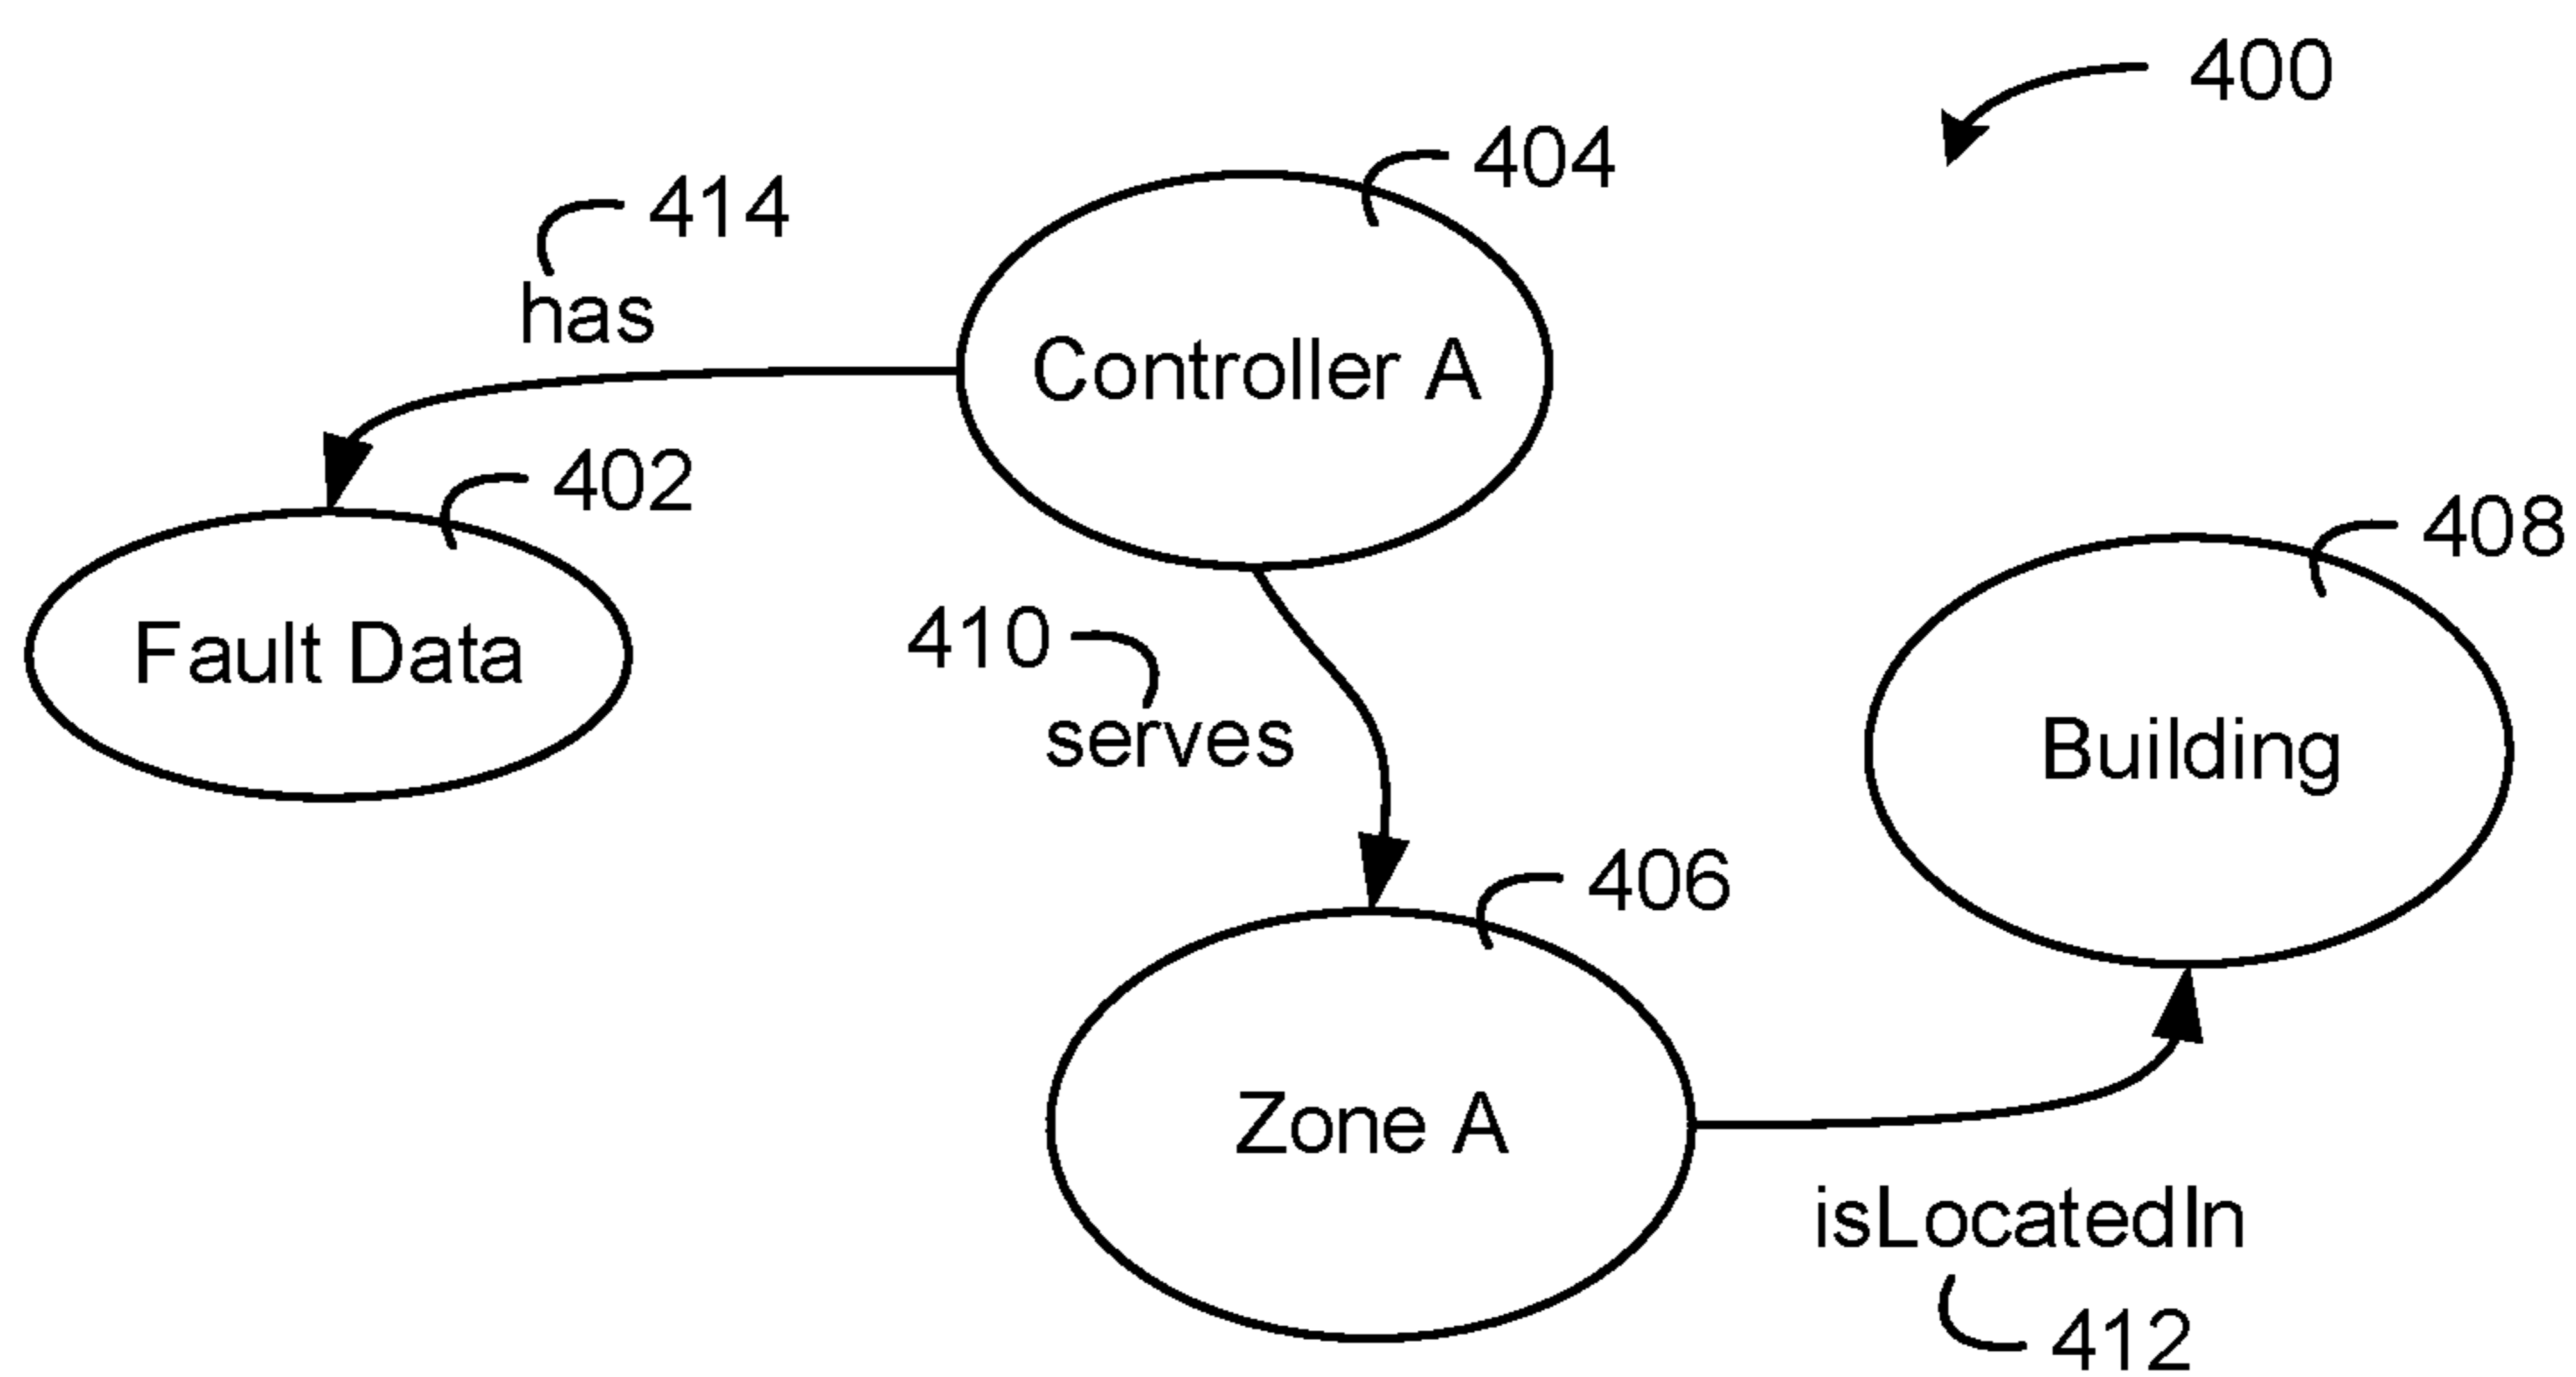 400
404
414
has
Controller A
402
408
Fault Data
410
serves
Building
406
Zone A
isLocatedIn
412